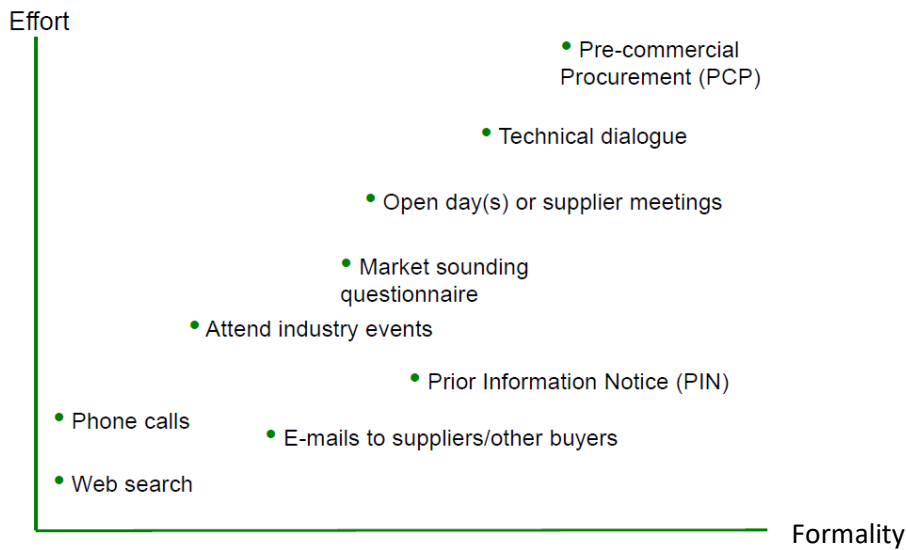 Effort
• Pre-commercial
Procurement (PCP)
• Technical dialogue
• Open day(s) or supplier meetings
• Market sounding
questionnaire
• Attend industry events
• Prior Information Notice (PIN)
• Phone calls
• E-mails to suppliers/other buyers
• Web search
Formality